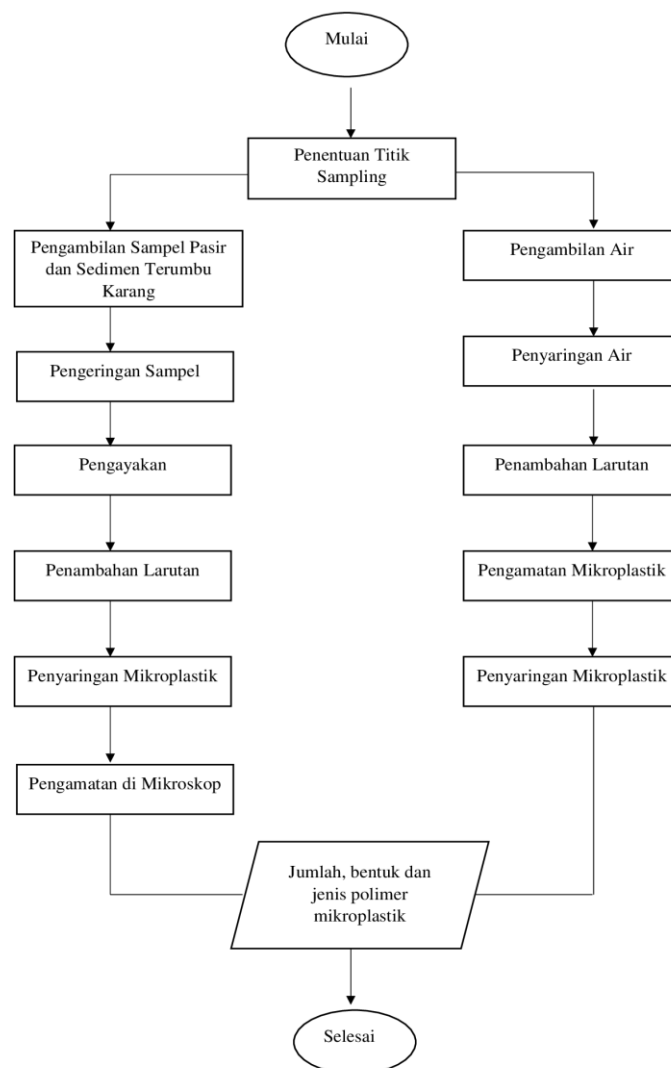 Mulai
Penentuan Titik
Sampling
Pengambilan Sampel Pasir
dan Sedimen Terumbu
Karang
Pengeringan Sampel
Pengayakan
Penambahan Larutan
Penyaringan Mikroplastik
Pengamatan di Mikroskop
Pengambilan Air
Penyaringan Air
Penambahan Larutan
Pengamatan Mikroplastik
Penyaringan Mikroplastik
Jumlah, bentuk dan
jenis polimer
mikroplastik
Selesai